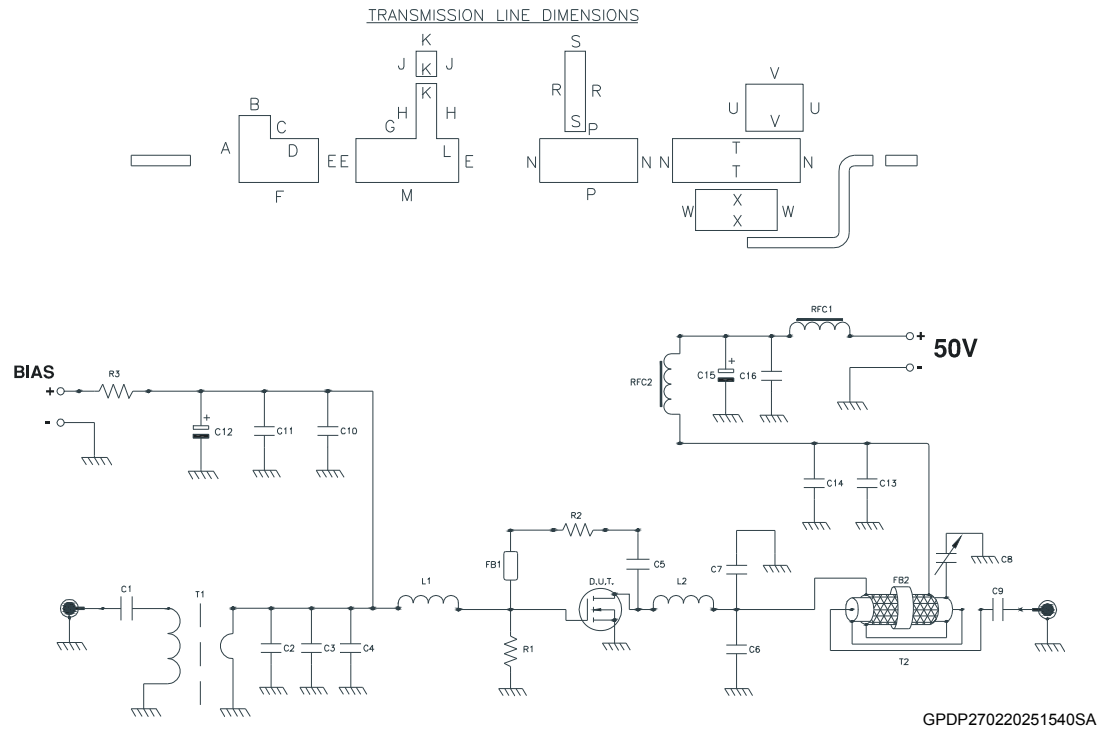 TRANSMISSION LINE DIMENSIONS
K
J K J
K
H H
G
B
C
A D
F
E E
L E
M
S
R R
S
P
N N
P
V
U U
V
N T N
T
W X W
X
RFC1
+
50V
-
RFC2
C15 + C16
BIAS
+ R3
-
+
C12 C11 C10
C14 C13
R2
FB1 C5
D.U.T.
C7
C8
FB2
C1
T1
L1
L2
C9
C2 C3 C4
R1
C6
T2
GPDP270220251540SA